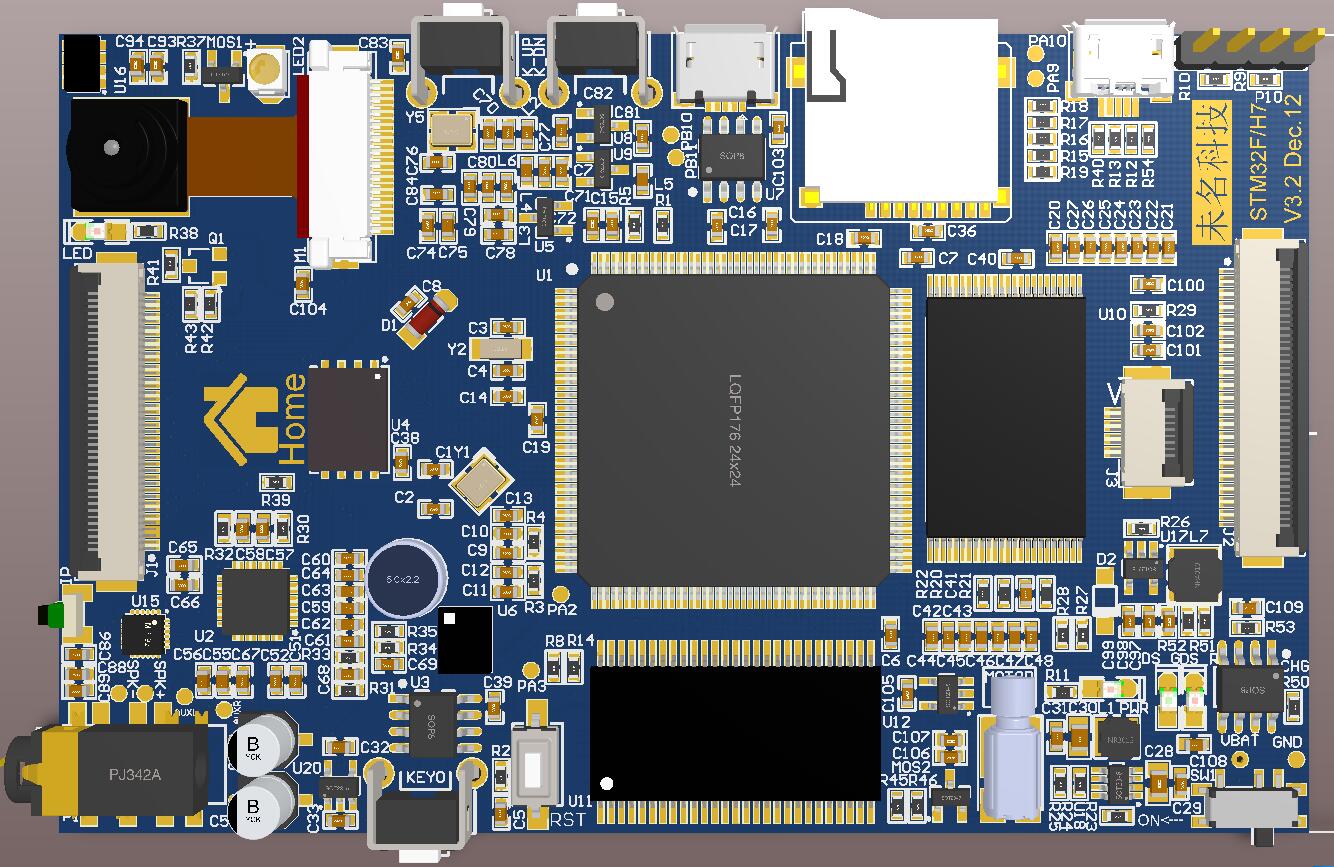 C94 C93 R37 MOS1 +
U16
LED2
C83
K-UP
K-DN
C70
C82
C81
Y5
C77
U8
U9
PB10
PB11
SOP8
C103
U7
PA10
PA9
R18
R17
R16
R15
R19
R40
R13
R12
R54
R10
R9
P10
未名科技
STM32F/H7
V3.2 Dec.12
C76
C84
C80 L6
C79
C74 C75
C78
L4
L3
C72
U5
C15
R5
L5
R1
C16
C17
C18
C36
C7
C40
C20
C27
C26
C25
C24
C23
C22
C21
R38
LED
Q1
R41
R43
R42
M1
C104
C8
D1
U1
C3
Y2
C4
C14
C19
C100
U10
R29
C102
C101
LQFP176 24x24
Home
U4
C38
C1 Y1
C2
C13
R4
C10
C9
C12
C11
R3
R39
R30
R32 C58 C57
C65
C66
J1
J3
J2
C60
C64
C63
C59
C62
C61
R33
C68
R31
5Cx2.2
U6
PA2
PA3
R35
R34
C69
U15
U2
C86
C88
C89
SPK-
SPK+
C56 C55 C67 C52
AUXR
U3
SOP8
C39
R8 R14
R22
R20
C41
R21
C42 C43
R28
R27
C6 C44 C45 C46 C47 C48
C105
R26
U17 L7
D2
C109
R53
R52
R51
C99
C98
C97
CHG
R50
SOP8
MOTOR
R11
PWR
U12
C107
C106
MOS2
R45 R46
C31 C30 L1
C28
C29
C108
VBAT
GND
SW1
ON<---
R25
R24
R23
PJ342A
B
YCK
B
YCK
U20
C32
C33
KEY0
R2
C5
RST
U11